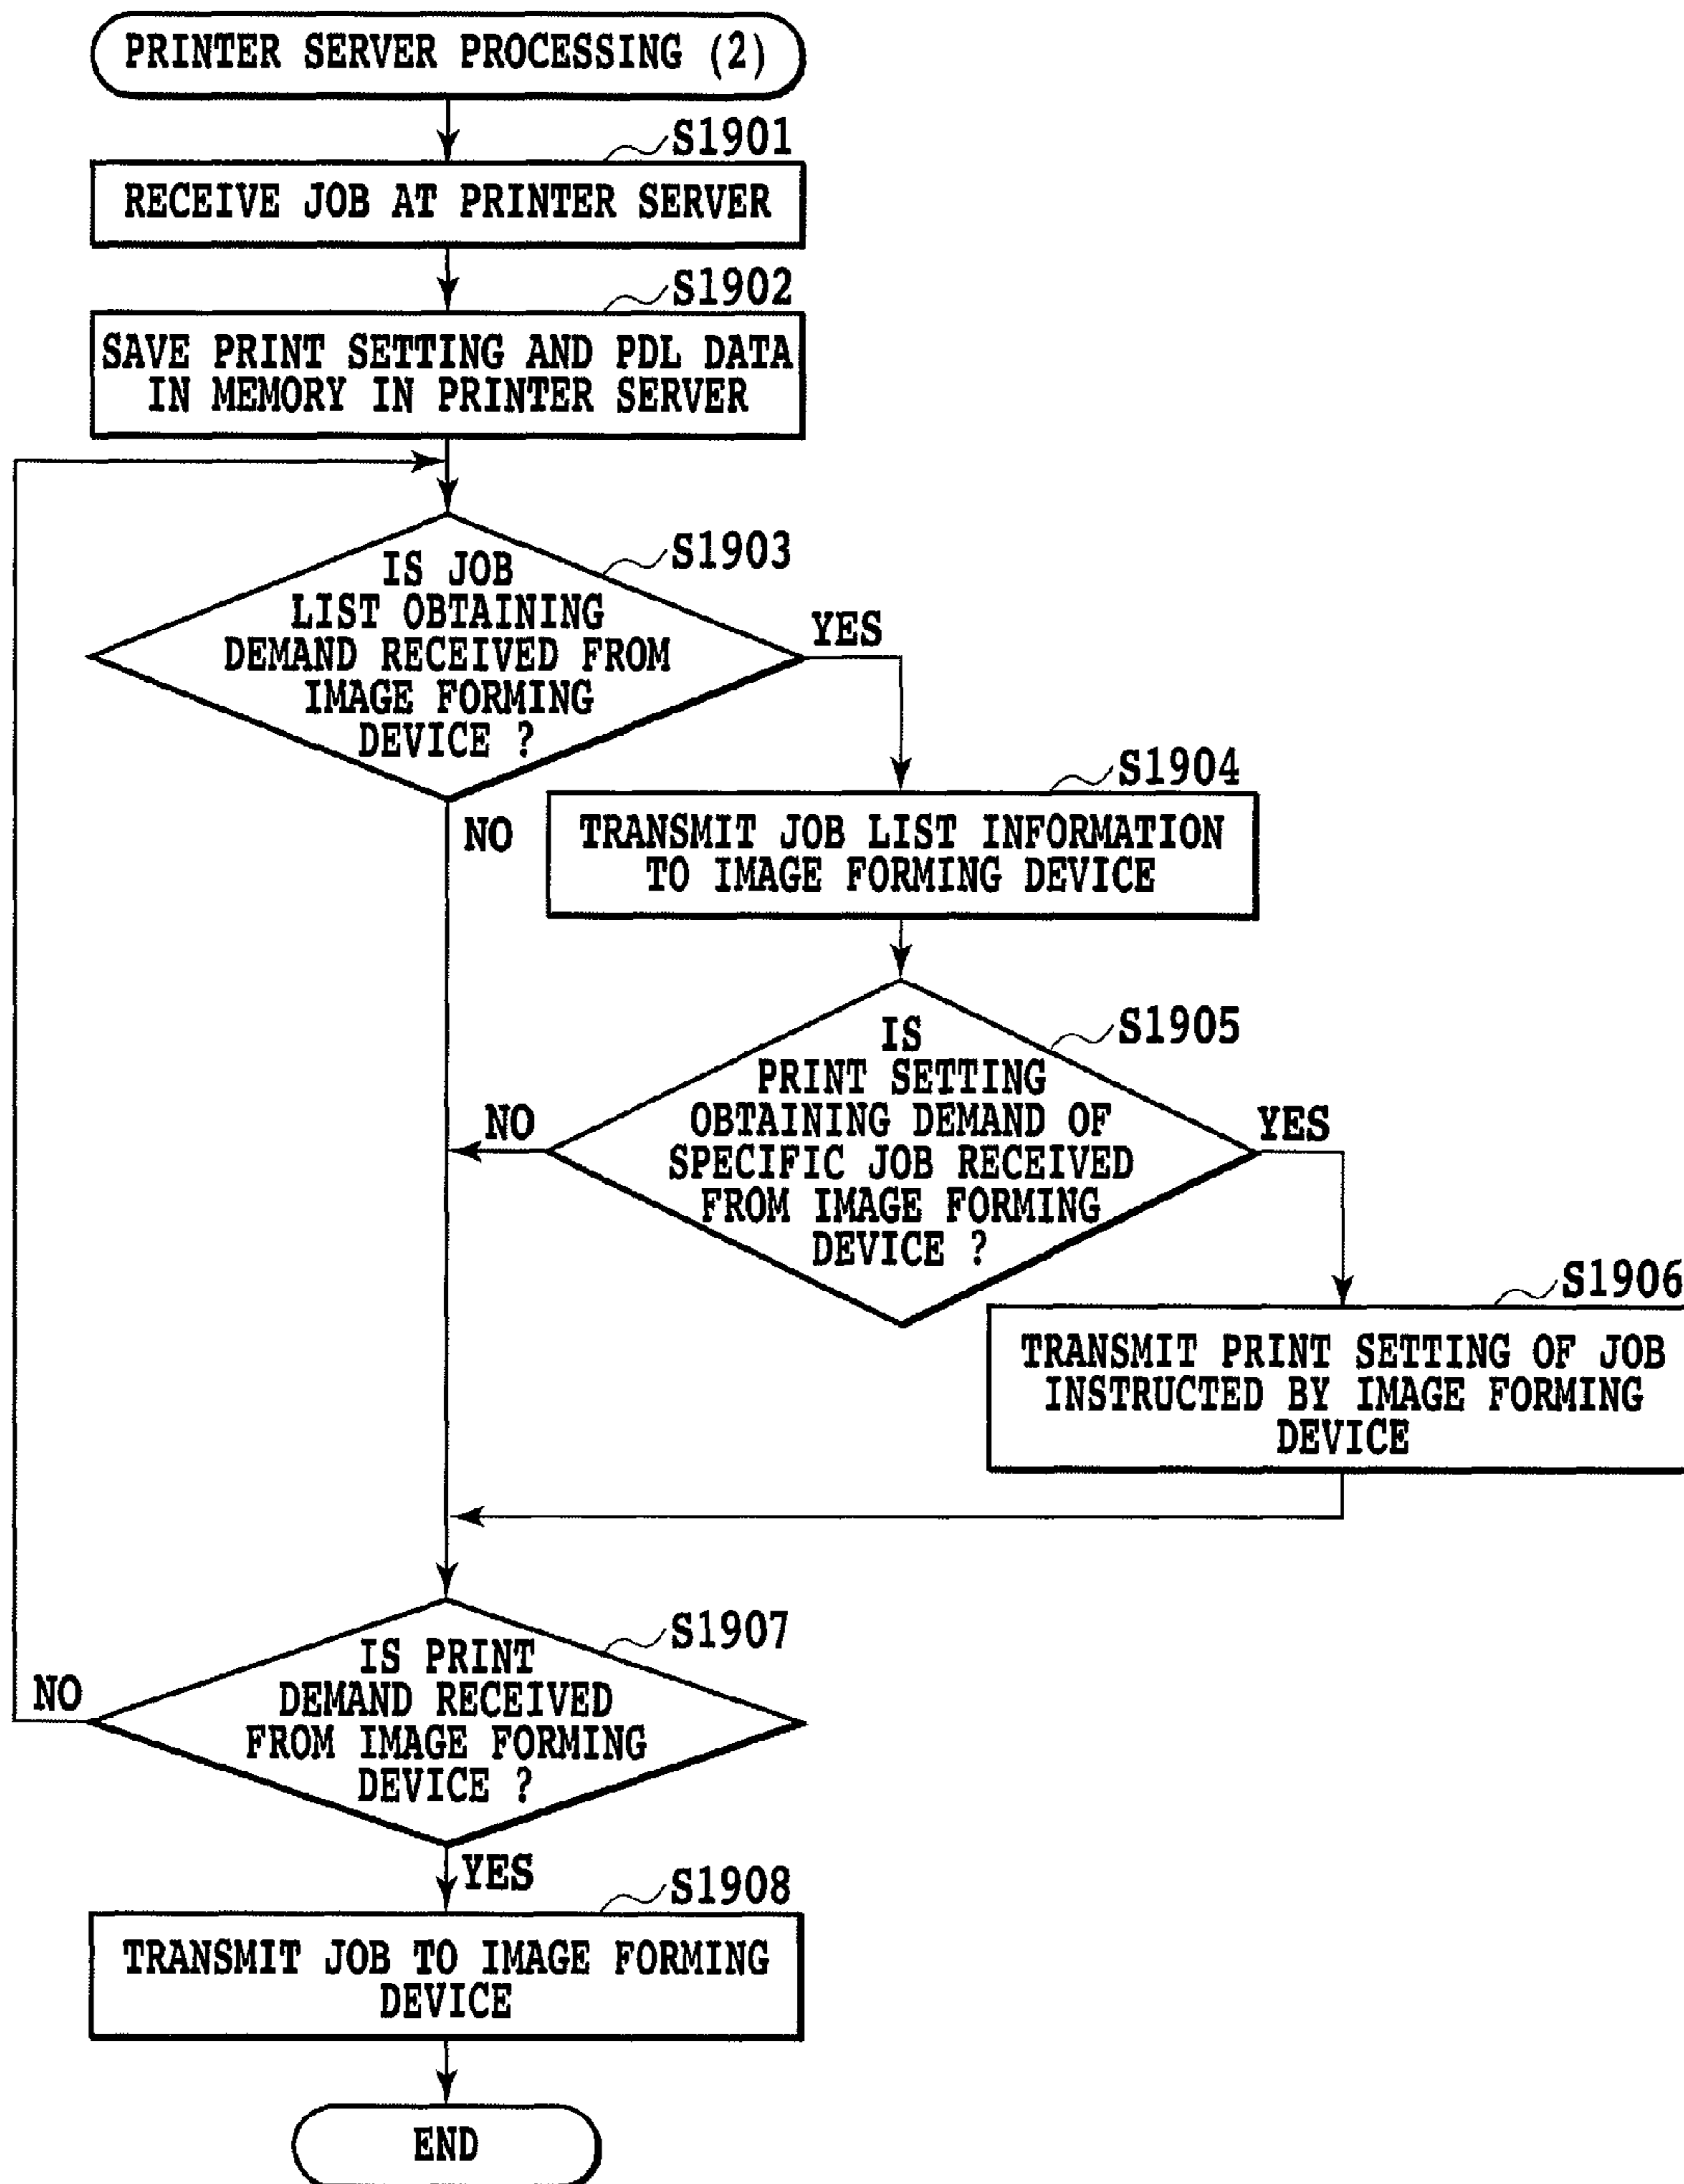 PRINTER SERVER PROCESSING (2)
S1901
RECEIVE JOB AT PRINTER SERVER
S1902
SAVE PRINT SETTING AND PDL DATA
IN MEMORY IN PRINTER SERVER
S1903
IS JOB
LIST OBTAINING
DEMAND RECEIVED FROM
IMAGE FORMING
DEVICE ?
YES
NO
S1904
TRANSMIT JOB LIST INFORMATION
TO IMAGE FORMING DEVICE
S1905
IS
PRINT SETTING
OBTAINING DEMAND OF
SPECIFIC JOB RECEIVED
FROM IMAGE FORMING
DEVICE ?
NO
YES
S1906
TRANSMIT PRINT SETTING OF JOB
INSTRUCTED BY IMAGE FORMING
DEVICE
S1907
IS PRINT
DEMAND RECEIVED
FROM IMAGE FORMING
DEVICE ?
NO
YES
S1908
TRANSMIT JOB TO IMAGE FORMING
DEVICE
END